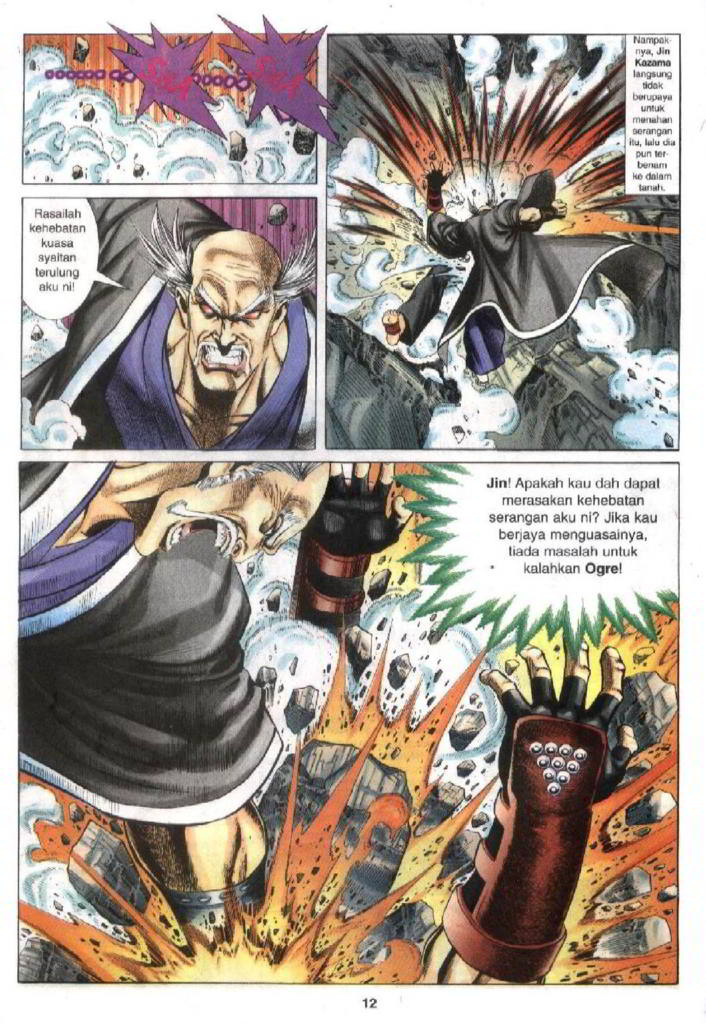 SHA
SHA
Nampak-
nya, Jin
Kazama
langsung
tidak
berupaya
untuk
menahan
serangan
itu, lalu dia
pun ter-
benam
ke dalam
tanah.
Rasailah
kehebatan
kuasa
syaitan
terulung
aku ni!
Jin! Apakah kau dah dapat
merasakan kehebatan
serangan aku ni? Jika kau
berjaya menguasainya,
tiada masalah untuk
kalahkan Ogre!
12